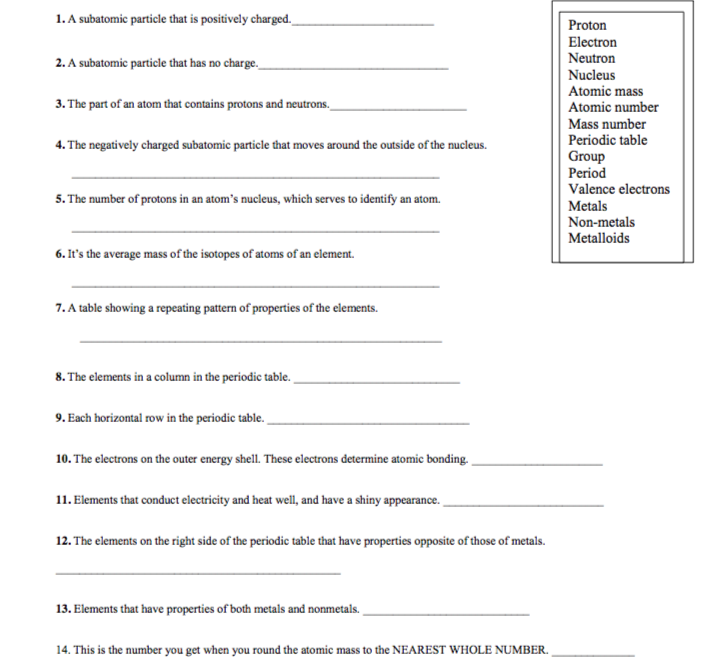 1. A subatomic particle that is positively charged.
2. A subatomic particle that has no charge.
3. The part of an atom that contains protons and neutrons.
4. The negatively charged subatomic particle that moves around the outside of the nucleus.
5. The number of protons in an atom's nucleus, which serves to identify an atom.
6. It's the average mass of the isotopes of atoms of an element.
7. A table showing a repeating pattern of properties of the elements.
8. The elements in a column in the periodic table.
9. Each horizontal row in the periodic table.
10. The electrons on the outer energy shell. These electrons determine atomic bonding.
11. Elements that conduct electricity and heat well, and have a shiny appearance.
12. The elements on the right side of the periodic table that have properties opposite of those of metals.
13. Elements that have properties of both metals and nonmetals.
14. This is the number you get when you round the atomic mass to the NEAREST WHOLE NUMBER.
Proton
Electron
Neutron
Nucleus
Atomic mass
Atomic number
Mass number
Periodic table
Group
Period
Valence electrons
Metals
Non-metals
Metalloids